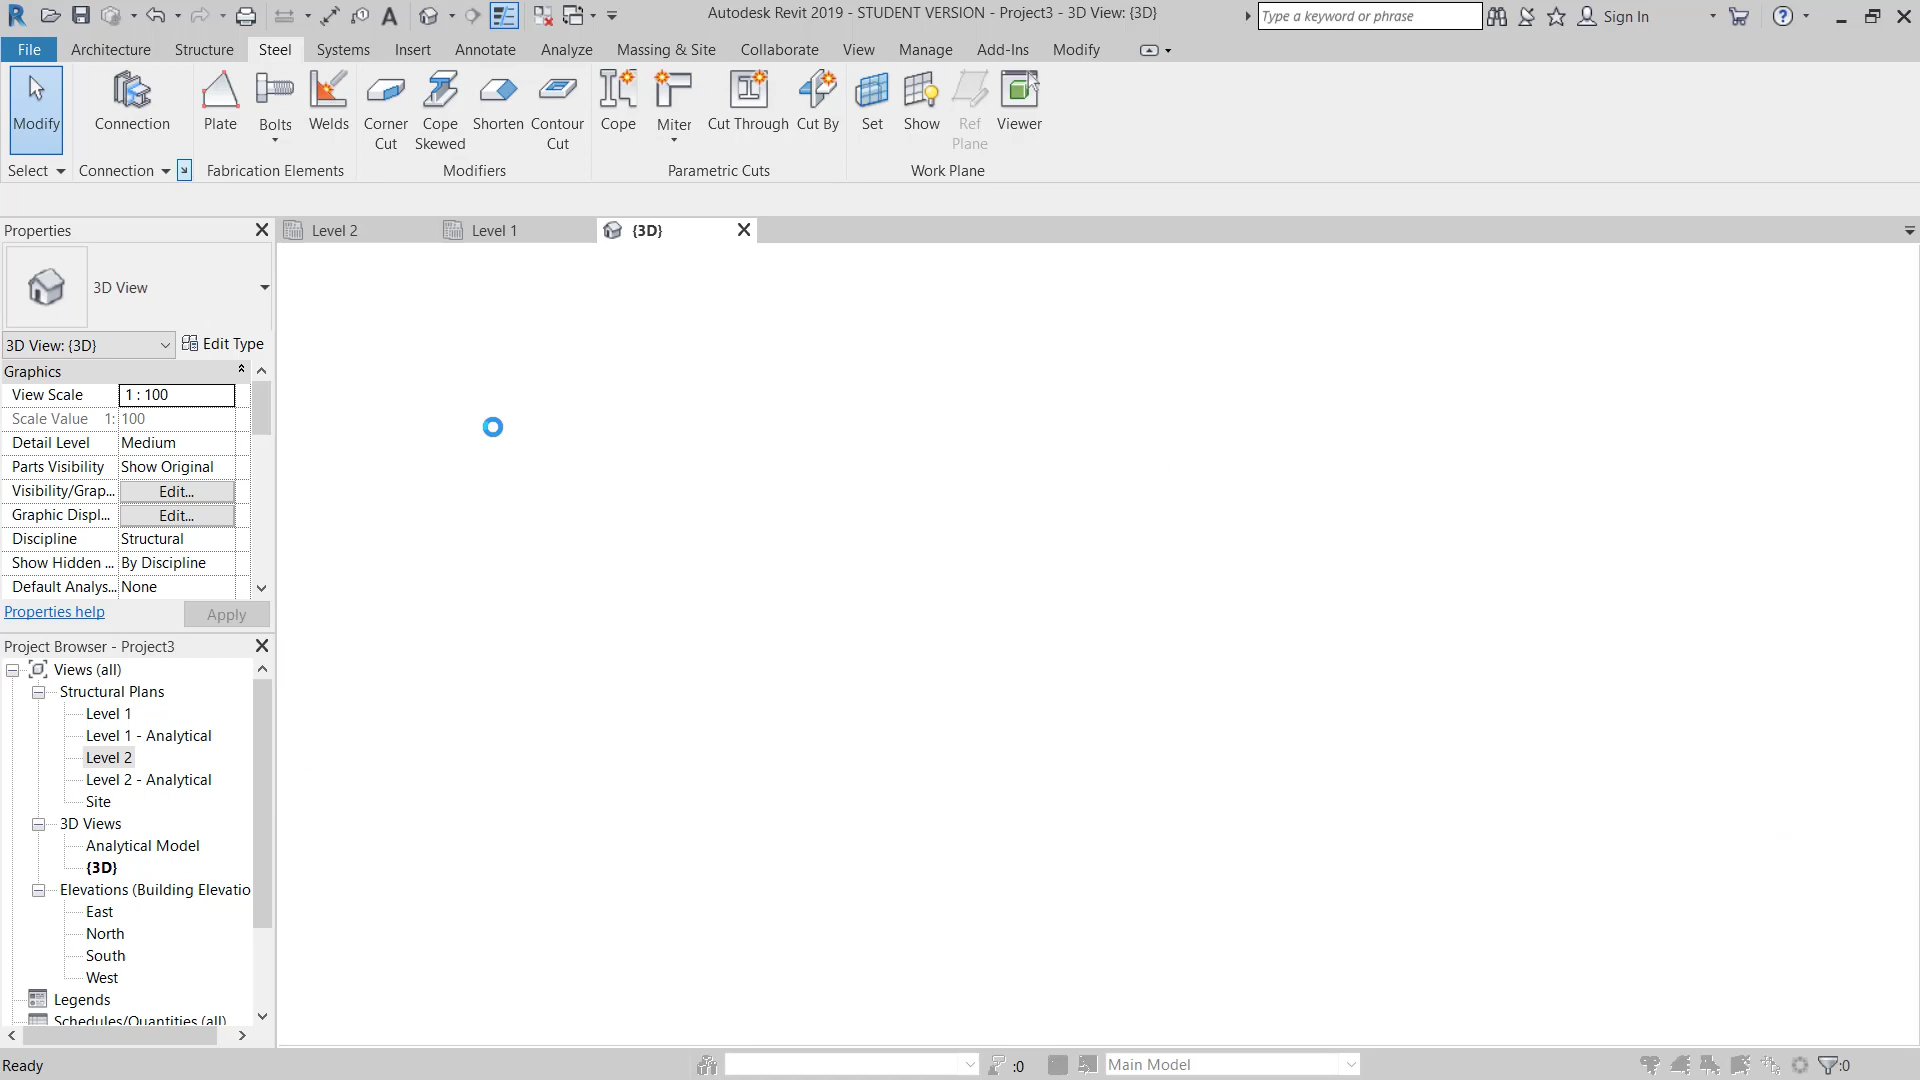 Autodesk Revit 2019 - STUDENT VERSION - Project3 - 3D View: {3D}
Type a keyword or phrase
Sign In
File Architecture Structure Steel Systems Insert Annotate Analyze Massing & Site Collaborate View Manage Add-Ins Modify
Modify
Connection
Plate
Bolts
Welds
Corner Cut
Cope Skewed
Shorten
Contour Cut
Cope
Miter
Cut Through
Cut By
Set
Show
Ref Plane
Viewer
Select
Connection
Fabrication Elements
Modifiers
Parametric Cuts
Work Plane
Properties
Level 2
Level 1
{3D}
3D View
3D View: {3D}
Edit Type
Graphics
View Scale 1 : 100
Scale Value 1: 100
Detail Level Medium
Parts Visibility Show Original
Visibility/Grap... Edit...
Graphic Displ... Edit...
Discipline Structural
Show Hidden ... By Discipline
Default Analys... None
Properties help
Apply
Project Browser - Project3
Views (all)
Structural Plans
Level 1
Level 1 - Analytical
Level 2
Level 2 - Analytical
Site
3D Views
Analytical Model
{3D}
Elevations (Building Elevatio
East
North
South
West
Legends
Schedules/Quantities (all)
Ready
:0
Main Model
:0